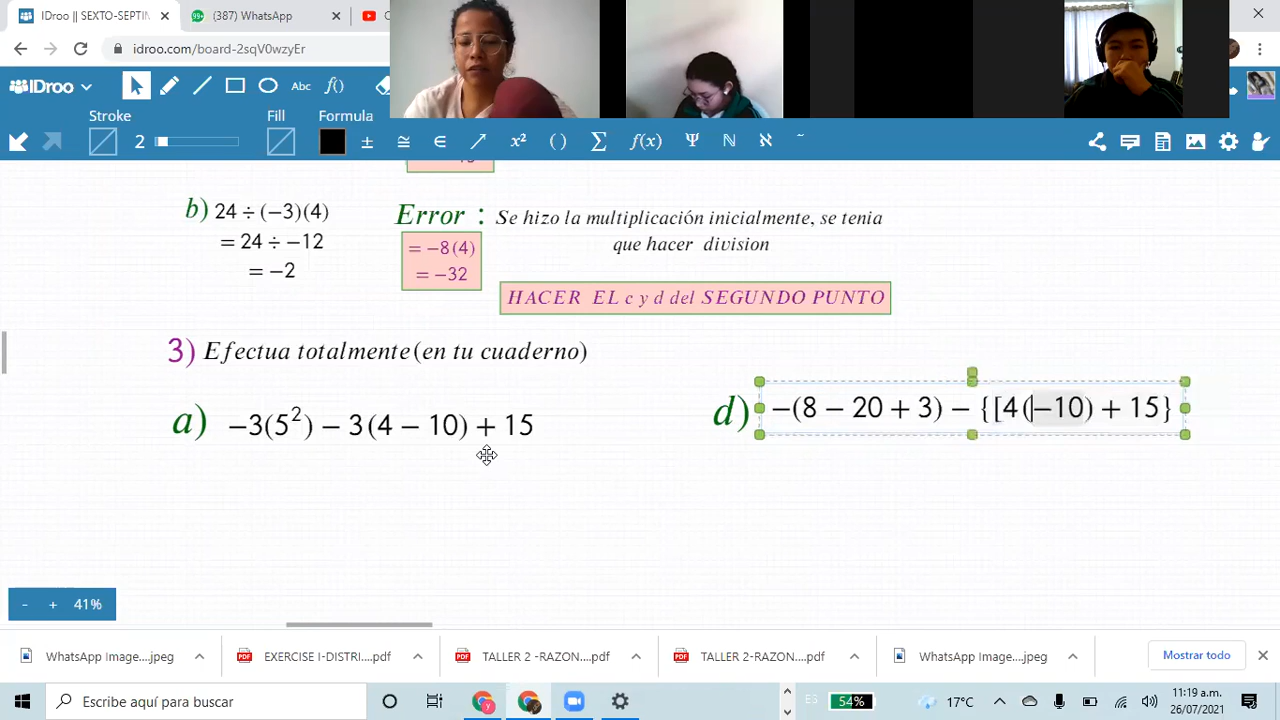 IDroo || SEXTO-SEPTIN
(387) WhatsApp
C
idroo.com/board-2sqV0wzyEr
IDroo
Abc
f()
Stroke
Fill
Formula
2
± ≅ ∈ x² ( ) ∑ f(x) Ψ ℕ ℵ ~
b) 24 ÷ (−3)(4)
= 24 ÷ −12
= −2
Error : Se hizo la multiplicación inicialmente, se tenia
que hacer division
= −8(4)
= −32
HACER EL c y d del SEGUNDO PUNTO
3) Efectua totalmente(en tu cuaderno)
a) −3(5²) − 3(4 − 10) + 15
d) −(8 − 20 + 3) − {[4(−10) + 15}
- + 41%
WhatsApp Image....jpeg
EXERCISE I-DISTRI....pdf
TALLER 2 -RAZON....pdf
TALLER 2-RAZON....pdf
WhatsApp Image....jpeg
Mostrar todo
Escribe aquí para buscar
54%
17°C
11:19 a.m.
26/07/2021